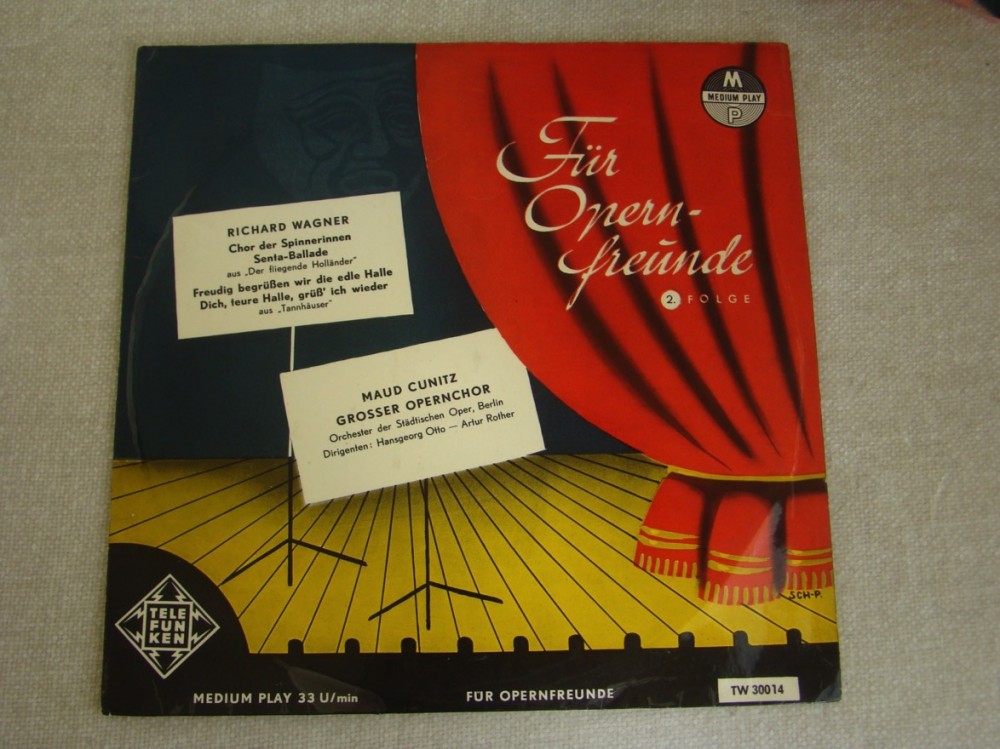 M
MEDIUM PLAY
P
Für
Opern-
freunde
2. FOLGE
RICHARD WAGNER
Chor der Spinnerinnen
Senta-Ballade
aus „Der fliegende Holländer"
Freudig begrüßen wir die edle Halle
Dich, teure Halle, grüß' ich wieder
aus „Tannhäuser"
MAUD CUNITZ
GROSSER OPERNCHOR
Orchester der Städtischen Oper, Berlin
Dirigenten: Hansgeorg Otto — Artur Rother
SCH-P.
TELE
FUN
KEN
MEDIUM PLAY 33 U/min
FÜR OPERNFREUNDE
TW 30014